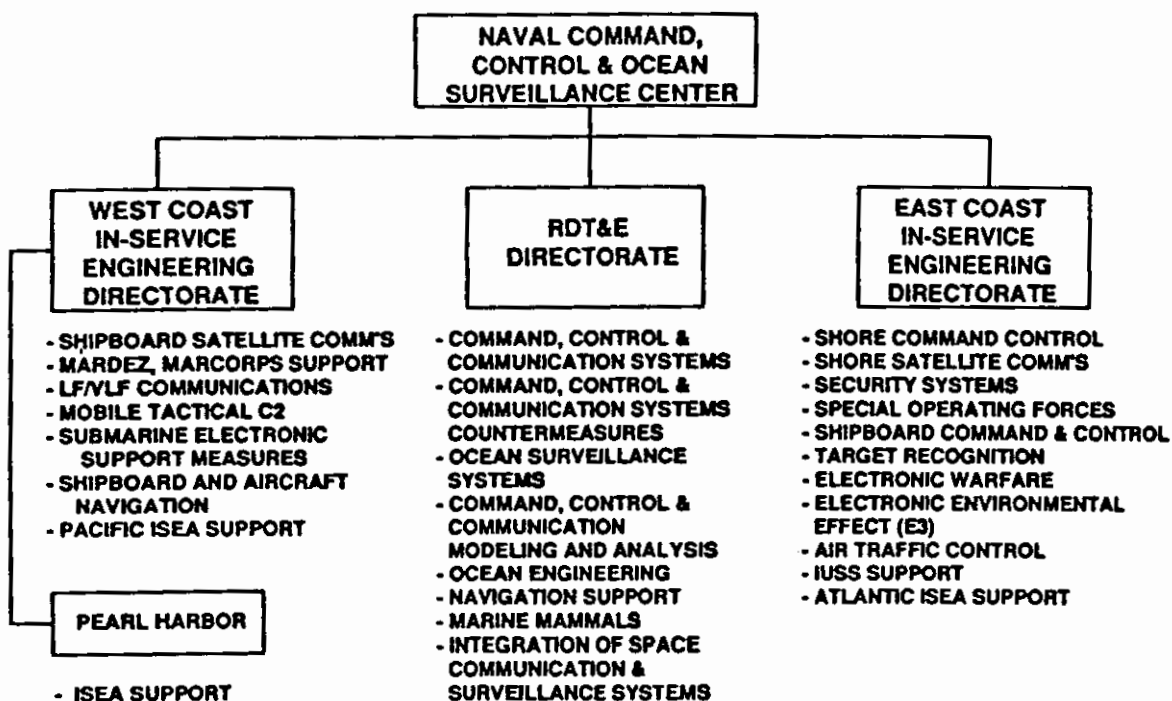 NAVAL COMMAND,
CONTROL & OCEAN
SURVEILLANCE CENTER
WEST COAST
IN-SERVICE
ENGINEERING
DIRECTORATE
- SHIPBOARD SATELLITE COMM'S
- MARDEZ, MARCORPS SUPPORT
- LF/VLF COMMUNICATIONS
- MOBILE TACTICAL C2
- SUBMARINE ELECTRONIC
SUPPORT MEASURES
- SHIPBOARD AND AIRCRAFT
NAVIGATION
- PACIFIC ISEA SUPPORT
PEARL HARBOR
- ISEA SUPPORT
RDT&E
DIRECTORATE
- COMMAND, CONTROL &
COMMUNICATION SYSTEMS
- COMMAND, CONTROL &
COMMUNICATION SYSTEMS
COUNTERMEASURES
- OCEAN SURVEILLANCE
SYSTEMS
- COMMAND, CONTROL &
COMMUNICATION
MODELING AND ANALYSIS
- OCEAN ENGINEERING
- NAVIGATION SUPPORT
- MARINE MAMMALS
- INTEGRATION OF SPACE
COMMUNICATION &
SURVEILLANCE SYSTEMS
EAST COAST
IN-SERVICE
ENGINEERING
DIRECTORATE
- SHORE COMMAND CONTROL
- SHORE SATELLITE COMM'S
- SECURITY SYSTEMS
- SPECIAL OPERATING FORCES
- SHIPBOARD COMMAND & CONTROL
- TARGET RECOGNITION
- ELECTRONIC WARFARE
- ELECTRONIC ENVIRONMENTAL
EFFECT (E3)
- AIR TRAFFIC CONTROL
- IUSS SUPPORT
- ATLANTIC ISEA SUPPORT